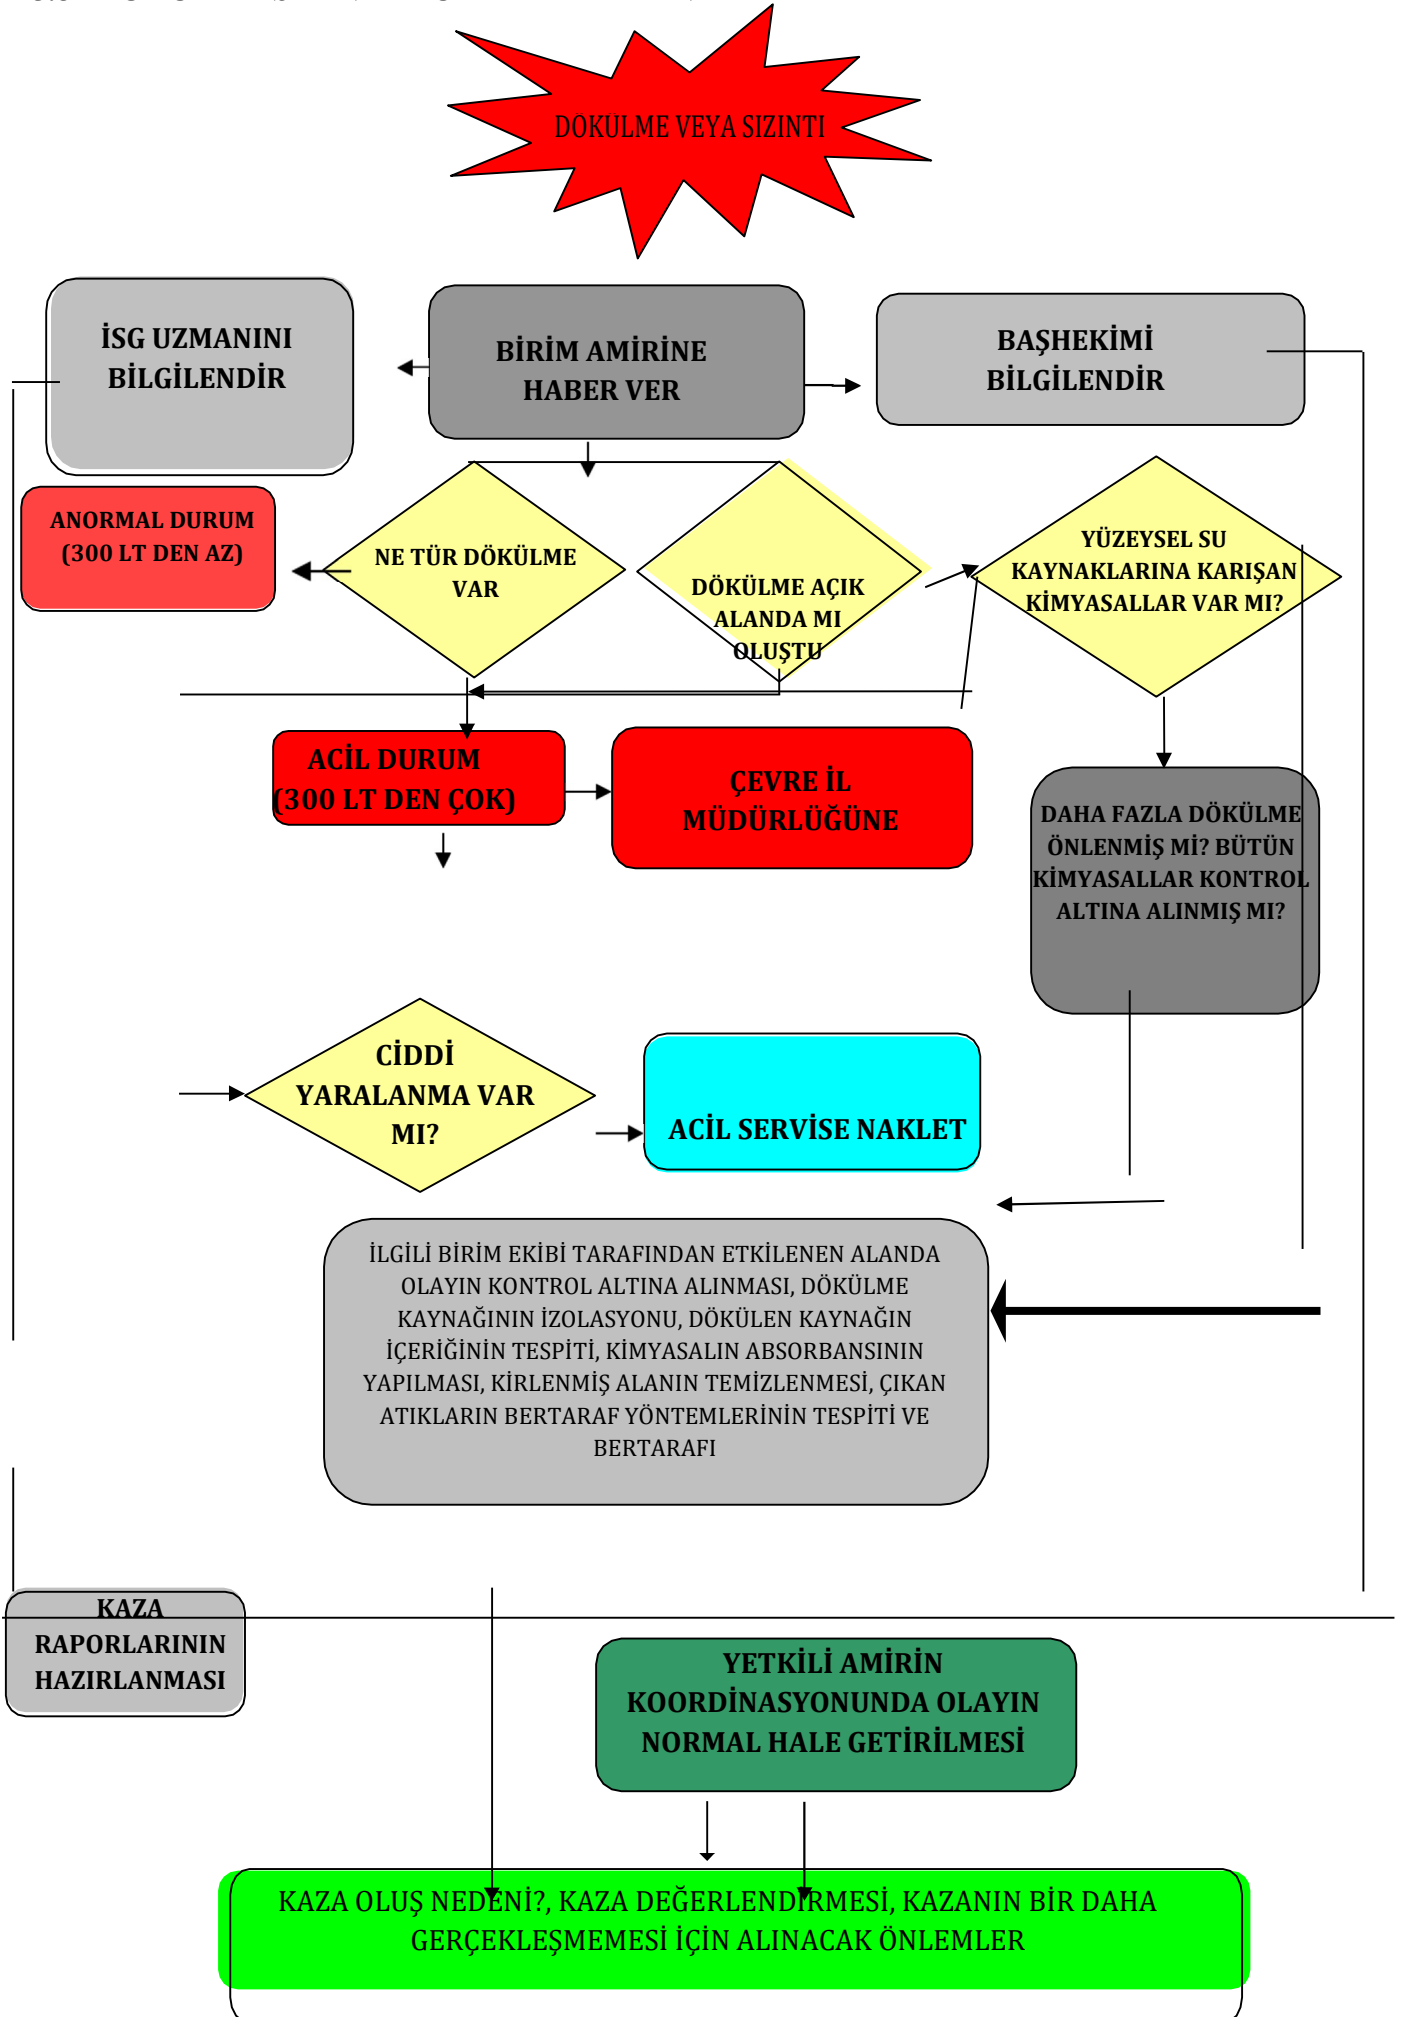 DOKULME VEYA SIZINTI
İSG UZMANINI
BİLGİLENDİR
BİRİM AMİRİNE
HABER VER
BAŞHEKİMİ
BİLGİLENDİR
ANORMAL DURUM
(300 LT DEN AZ)
NE TÜR DÖKÜLME
VAR
DÖKÜLME AÇIK
ALANDA MI
OLUŞTU
YÜZEYSEL SU
KAYNAKLARINA KARIŞAN
KİMYASALLAR VAR MI?
ACİL DURUM
(300 LT DEN ÇOK)
ÇEVRE İL
MÜDÜRLÜĞÜNE
DAHA FAZLA DÖKÜLME
ÖNLENMİŞ Mİ? BÜTÜN
KİMYASALLAR KONTROL
ALTINA ALINMIŞ MI?
CİDDİ
YARALANMA VAR
MI?
ACİL SERVİSE NAKLET
İLGİLİ BİRİM EKİBİ TARAFINDAN ETKİLENEN ALANDA
OLAYIN KONTROL ALTINA ALINMASI, DÖKÜLME
KAYNAĞININ İZOLASYONU, DÖKÜLEN KAYNAĞIN
İÇERİĞİNİN TESPİTİ, KİMYASALIN ABSORBANSININ
YAPILMASI, KİRLENMİŞ ALANIN TEMİZLENMESİ, ÇIKAN
ATIKLARIN BERTARAF YÖNTEMLERİNİN TESPİTİ VE
BERTARAFI
KAZA
RAPORLARININ
HAZIRLANMASI
YETKİLİ AMİRİN
KOORDİNASYONUNDA OLAYIN
NORMAL HALE GETİRİLMESİ
KAZA OLUŞ NEDENİ?, KAZA DEĞERLENDİRMESİ, KAZANIN BİR DAHA
GERÇEKLEŞMEMESİ İÇİN ALINACAK ÖNLEMLER